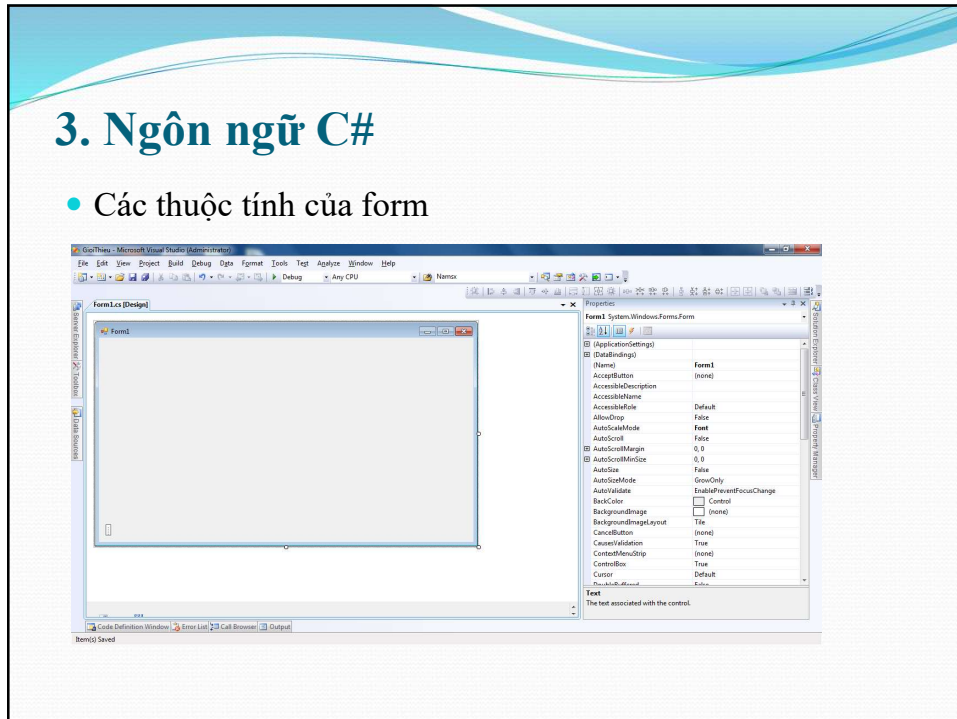 3. Ngôn ngữ C#
Các thuộc tính của form
GioiThieu - Microsoft Visual Studio (Administrator)
File Edit View Project Build Debug Data Format Tools Test Analyze Window Help
Debug Any CPU Namsx
Form1.cs [Design]
Form1
Server Explorer
Toolbox
Data Sources
Properties
Form1 System.Windows.Forms.Form
(ApplicationSettings)
(DataBindings)
(Name) Form1
AcceptButton (none)
AccessibleDescription
AccessibleName
AccessibleRole Default
AllowDrop False
AutoScaleMode Font
AutoScroll False
AutoScrollMargin 0, 0
AutoScrollMinSize 0, 0
AutoSize False
AutoSizeMode GrowOnly
AutoValidate EnablePreventFocusChange
BackColor Control
BackgroundImage (none)
BackgroundImageLayout Tile
CancelButton (none)
CausesValidation True
ContextMenuStrip (none)
ControlBox True
Cursor Default
DoubleBuffered False
Text
The text associated with the control.
Solution Explorer
Class View
Property Manager
Code Definition Window Error List Call Browser Output
Item(s) Saved